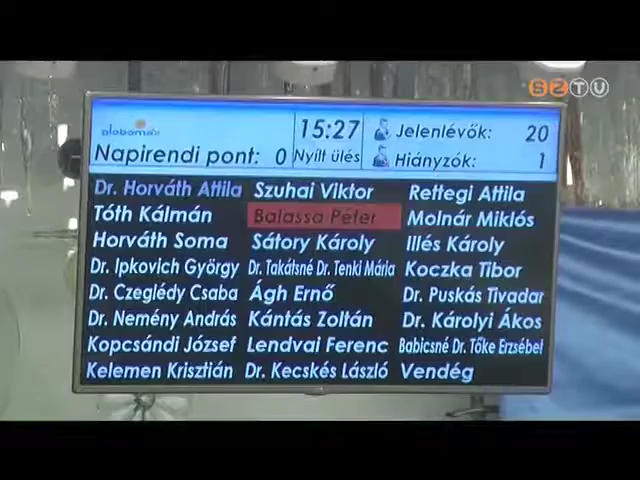 SZTV
globomax
15:27
Jelenlévők: 20
Napirendi pont: 0
Nyílt ülés
Hiányzók: 1
Dr. Horváth Attila Szuhai Viktor Rettegi Attila
Tóth Kálmán Balassa Péter Molnár Miklós
Horváth Soma Sátory Károly Illés Károly
Dr. Ipkovich György Dr. Takátsné Dr. Tenki Mária Koczka Tibor
Dr. Czeglédy Csaba Ágh Ernő Dr. Puskás Tivadar
Dr. Nemény András Kántás Zoltán Dr. Károlyi Ákos
Kopcsándi József Lendvai Ferenc Babicsné Dr. Tőke Erzsébet
Kelemen Krisztián Dr. Kecskés László Vendég